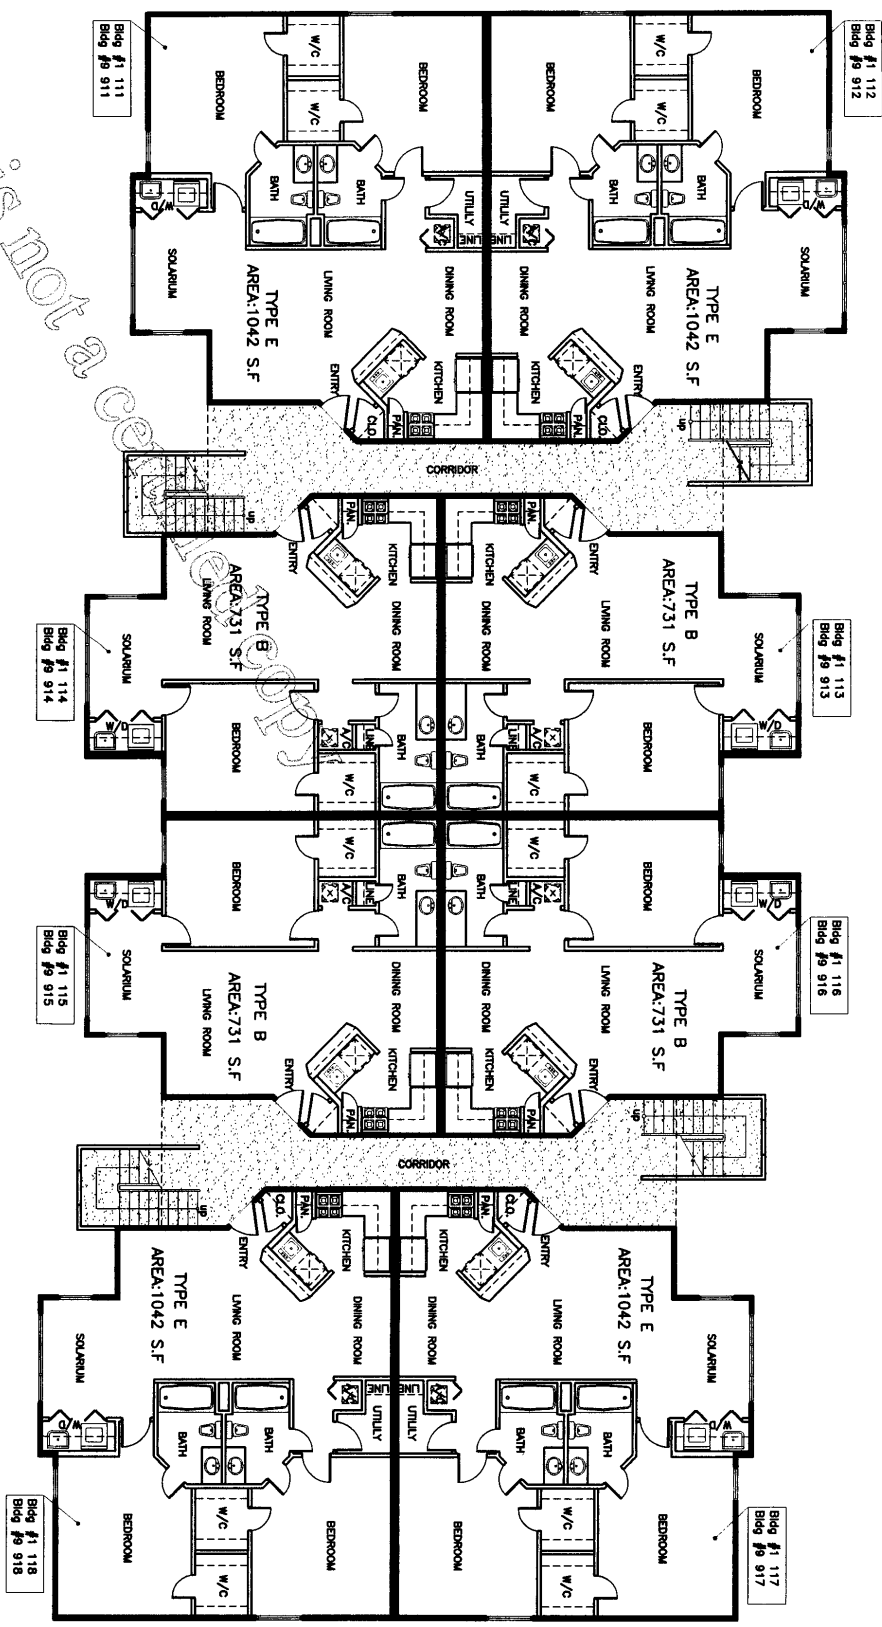 Bldg #1 111
Bldg #9 911
Bldg #1 112
Bldg #9 912
BEDROOM
W/C
W/C
BEDROOM
BEDROOM
W/C
W/C
BEDROOM
BATH
BATH
UTILILY
LINE
UTILILY
LINE
BATH
BATH
W/D
W/D
SOLARIUM
LIVING ROOM
DINING ROOM
DINING ROOM
LIVING ROOM
SOLARIUM
TYPE E
AREA:1042 S.F
TYPE E
AREA:1042 S.F
ENTRY
KITCHEN
KITCHEN
ENTRY
CLO.
PAN.
PAN.
CLO.
up
CORRIDOR
up
PAN.
PAN.
ENTRY
KITCHEN
KITCHEN
ENTRY
TYPE B
AREA:731 S.F
LIVING ROOM
DINING ROOM
DINING ROOM
LIVING ROOM
TYPE B
AREA:731 S.F
Bldg #1 114
Bldg #9 914
SOLARIUM
SOLARIUM
Bldg #1 113
Bldg #9 913
W/D
BEDROOM
A/C
LINE
BATH
BATH
LINE
A/C
BEDROOM
W/D
W/C
W/C
W/C
W/C
W/D
BEDROOM
A/C
LINE
BATH
BATH
LINE
A/C
BEDROOM
W/D
Bldg #1 115
Bldg #9 915
SOLARIUM
SOLARIUM
Bldg #1 116
Bldg #9 916
TYPE B
AREA:731 S.F
LIVING ROOM
DINING ROOM
DINING ROOM
LIVING ROOM
TYPE B
AREA:731 S.F
ENTRY
KITCHEN
KITCHEN
ENTRY
PAN.
PAN.
up
CORRIDOR
up
CLO.
PAN.
PAN.
CLO.
ENTRY
KITCHEN
KITCHEN
ENTRY
TYPE E
AREA:1042 S.F
TYPE E
AREA:1042 S.F
SOLARIUM
LIVING ROOM
DINING ROOM
DINING ROOM
LIVING ROOM
SOLARIUM
W/D
W/D
BATH
BATH
LINE
UTILILY
LINE
UTILILY
BATH
BATH
BEDROOM
W/C
W/C
BEDROOM
BEDROOM
W/C
W/C
BEDROOM
Bldg #1 118
Bldg #9 918
Bldg #1 117
Bldg #9 917
is not a certified copy